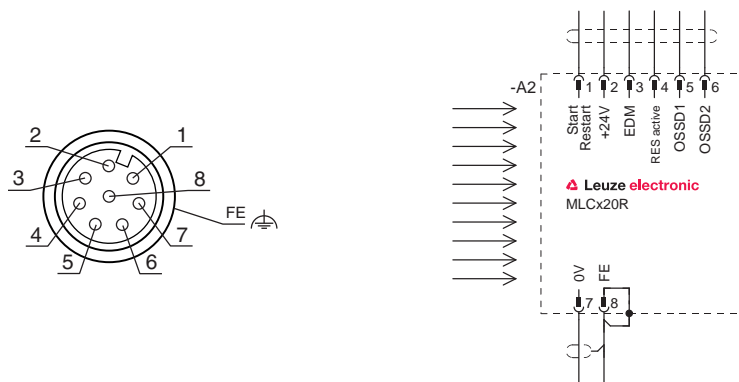 2
1
3
8
FE
4
7
5
6
-A2
1 2 3 4 5 6
Start
Restart
+24V
EDM
RES active
OSSD1
OSSD2
Leuze electronic
MLCx20R
0V
FE
7 8